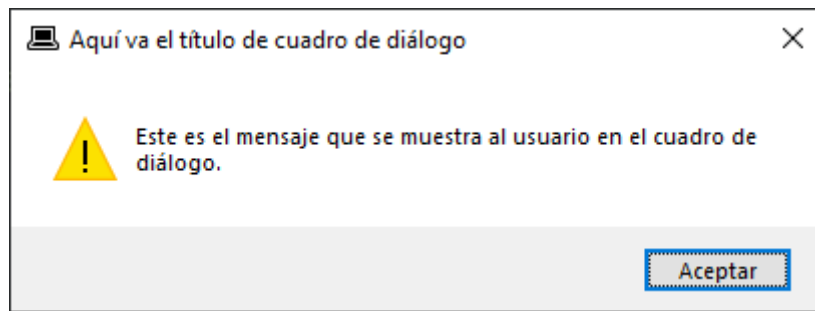 Aquí va el título de cuadro de diálogo
Este es el mensaje que se muestra al usuario en el cuadro de
diálogo.
Aceptar